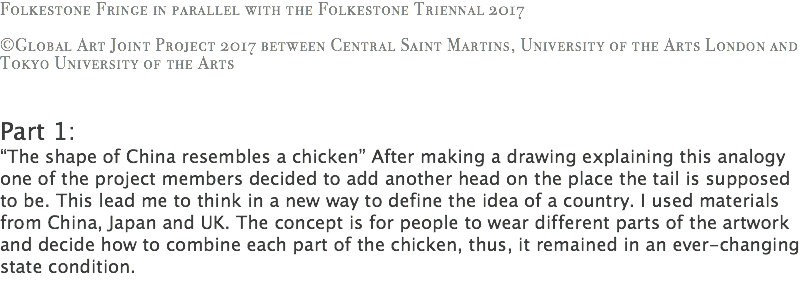 Folkestone Fringe in parallel with the Folkestone Triennal 2017
©Global Art Joint Project 2017 between Central Saint Martins, University of the Arts London and
Tokyo University of the Arts
Part 1:
“The shape of China resembles a chicken” After making a drawing explaining this analogy
one of the project members decided to add another head on the place the tail is supposed
to be. This lead me to think in a new way to define the idea of a country. I used materials
from China, Japan and UK. The concept is for people to wear different parts of the artwork
and decide how to combine each part of the chicken, thus, it remained in an ever-changing
state condition.